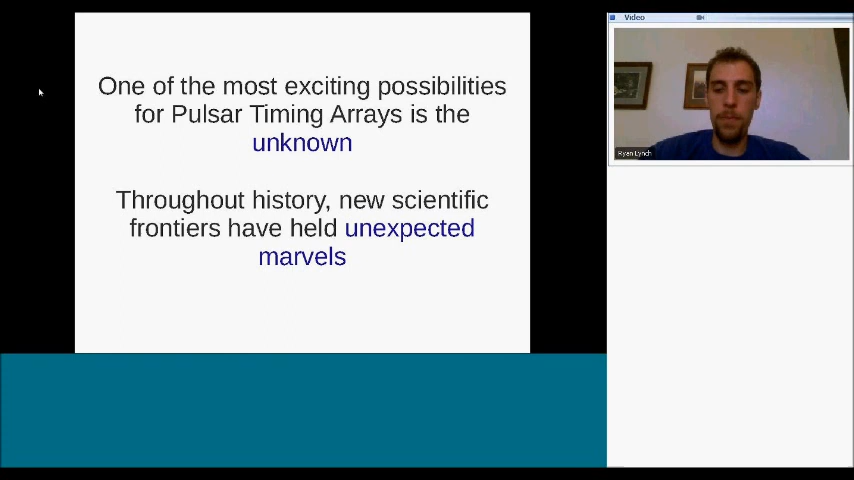 One of the most exciting possibilities
for Pulsar Timing Arrays is the
unknown
Throughout history, new scientific
frontiers have held unexpected
marvels
Video
Ryan Lynch